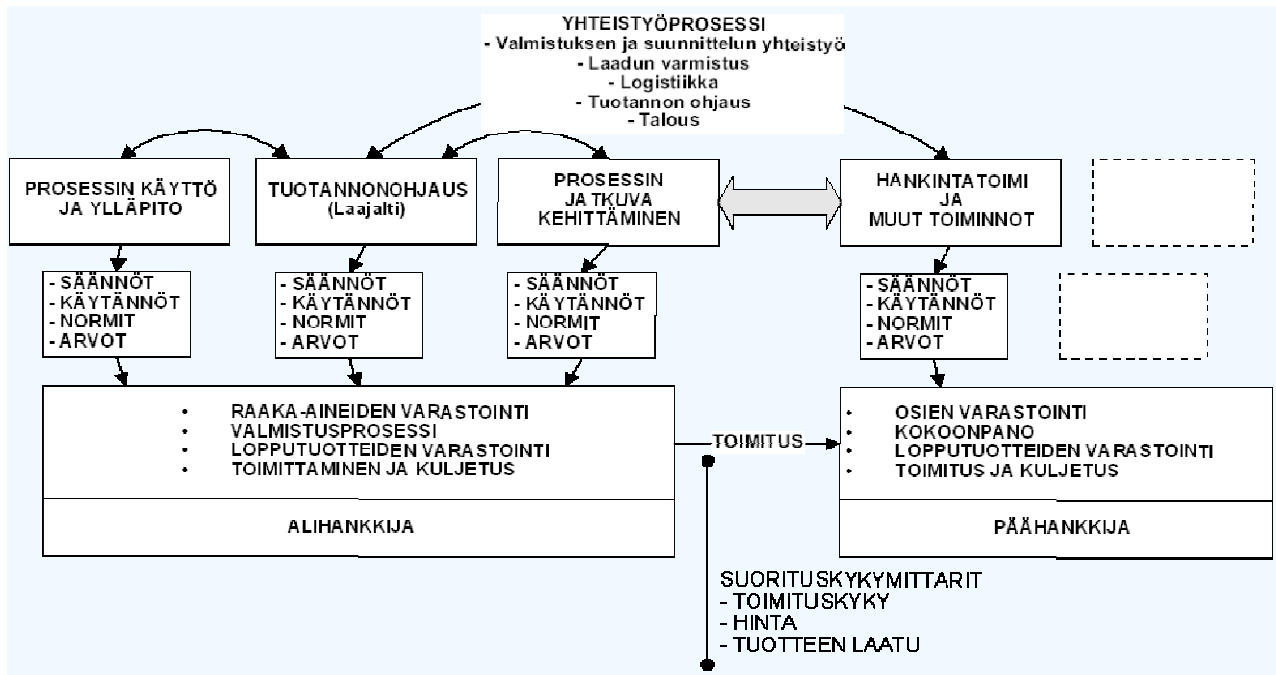 YHTEISTYÖPROSESSI
- Valmistuksen ja suunnittelun yhteistyö
- Laadun varmistus
- Logistiikka
- Tuotannon ohjaus
- Talous
PROSESSIN KÄYTTÖ
JA YLLÄPITO
TUOTANNONOHJAUS
(Laajalti)
PROSESSIN
JATKUVA
KEHITTÄMINEN
HANKINTATOIMI
JA
MUUT TOIMINNOT
- SÄÄNNÖT
- KÄYTÄNNÖT
- NORMIT
- ARVOT
- SÄÄNNÖT
- KÄYTÄNNÖT
- NORMIT
- ARVOT
- SÄÄNNÖT
- KÄYTÄNNÖT
- NORMIT
- ARVOT
- SÄÄNNÖT
- KÄYTÄNNÖT
- NORMIT
- ARVOT
• RAAKA-AINEIDEN VARASTOINTI
• VALMISTUSPROSESSI
• LOPPUTUOTTEIDEN VARASTOINTI
• TOIMITTAMINEN JA KULJETUS
ALIHANKKIJA
TOIMITUS
• OSIEN VARASTOINTI
• KOKOONPANO
• LOPPUTUOTTEIDEN VARASTOINTI
• TOIMITUS JA KULJETUS
PÄÄHANKKIJA
SUORITUSKYKYMITTARIT
- TOIMITUSKYKY
- HINTA
- TUOTTEEN LAATU